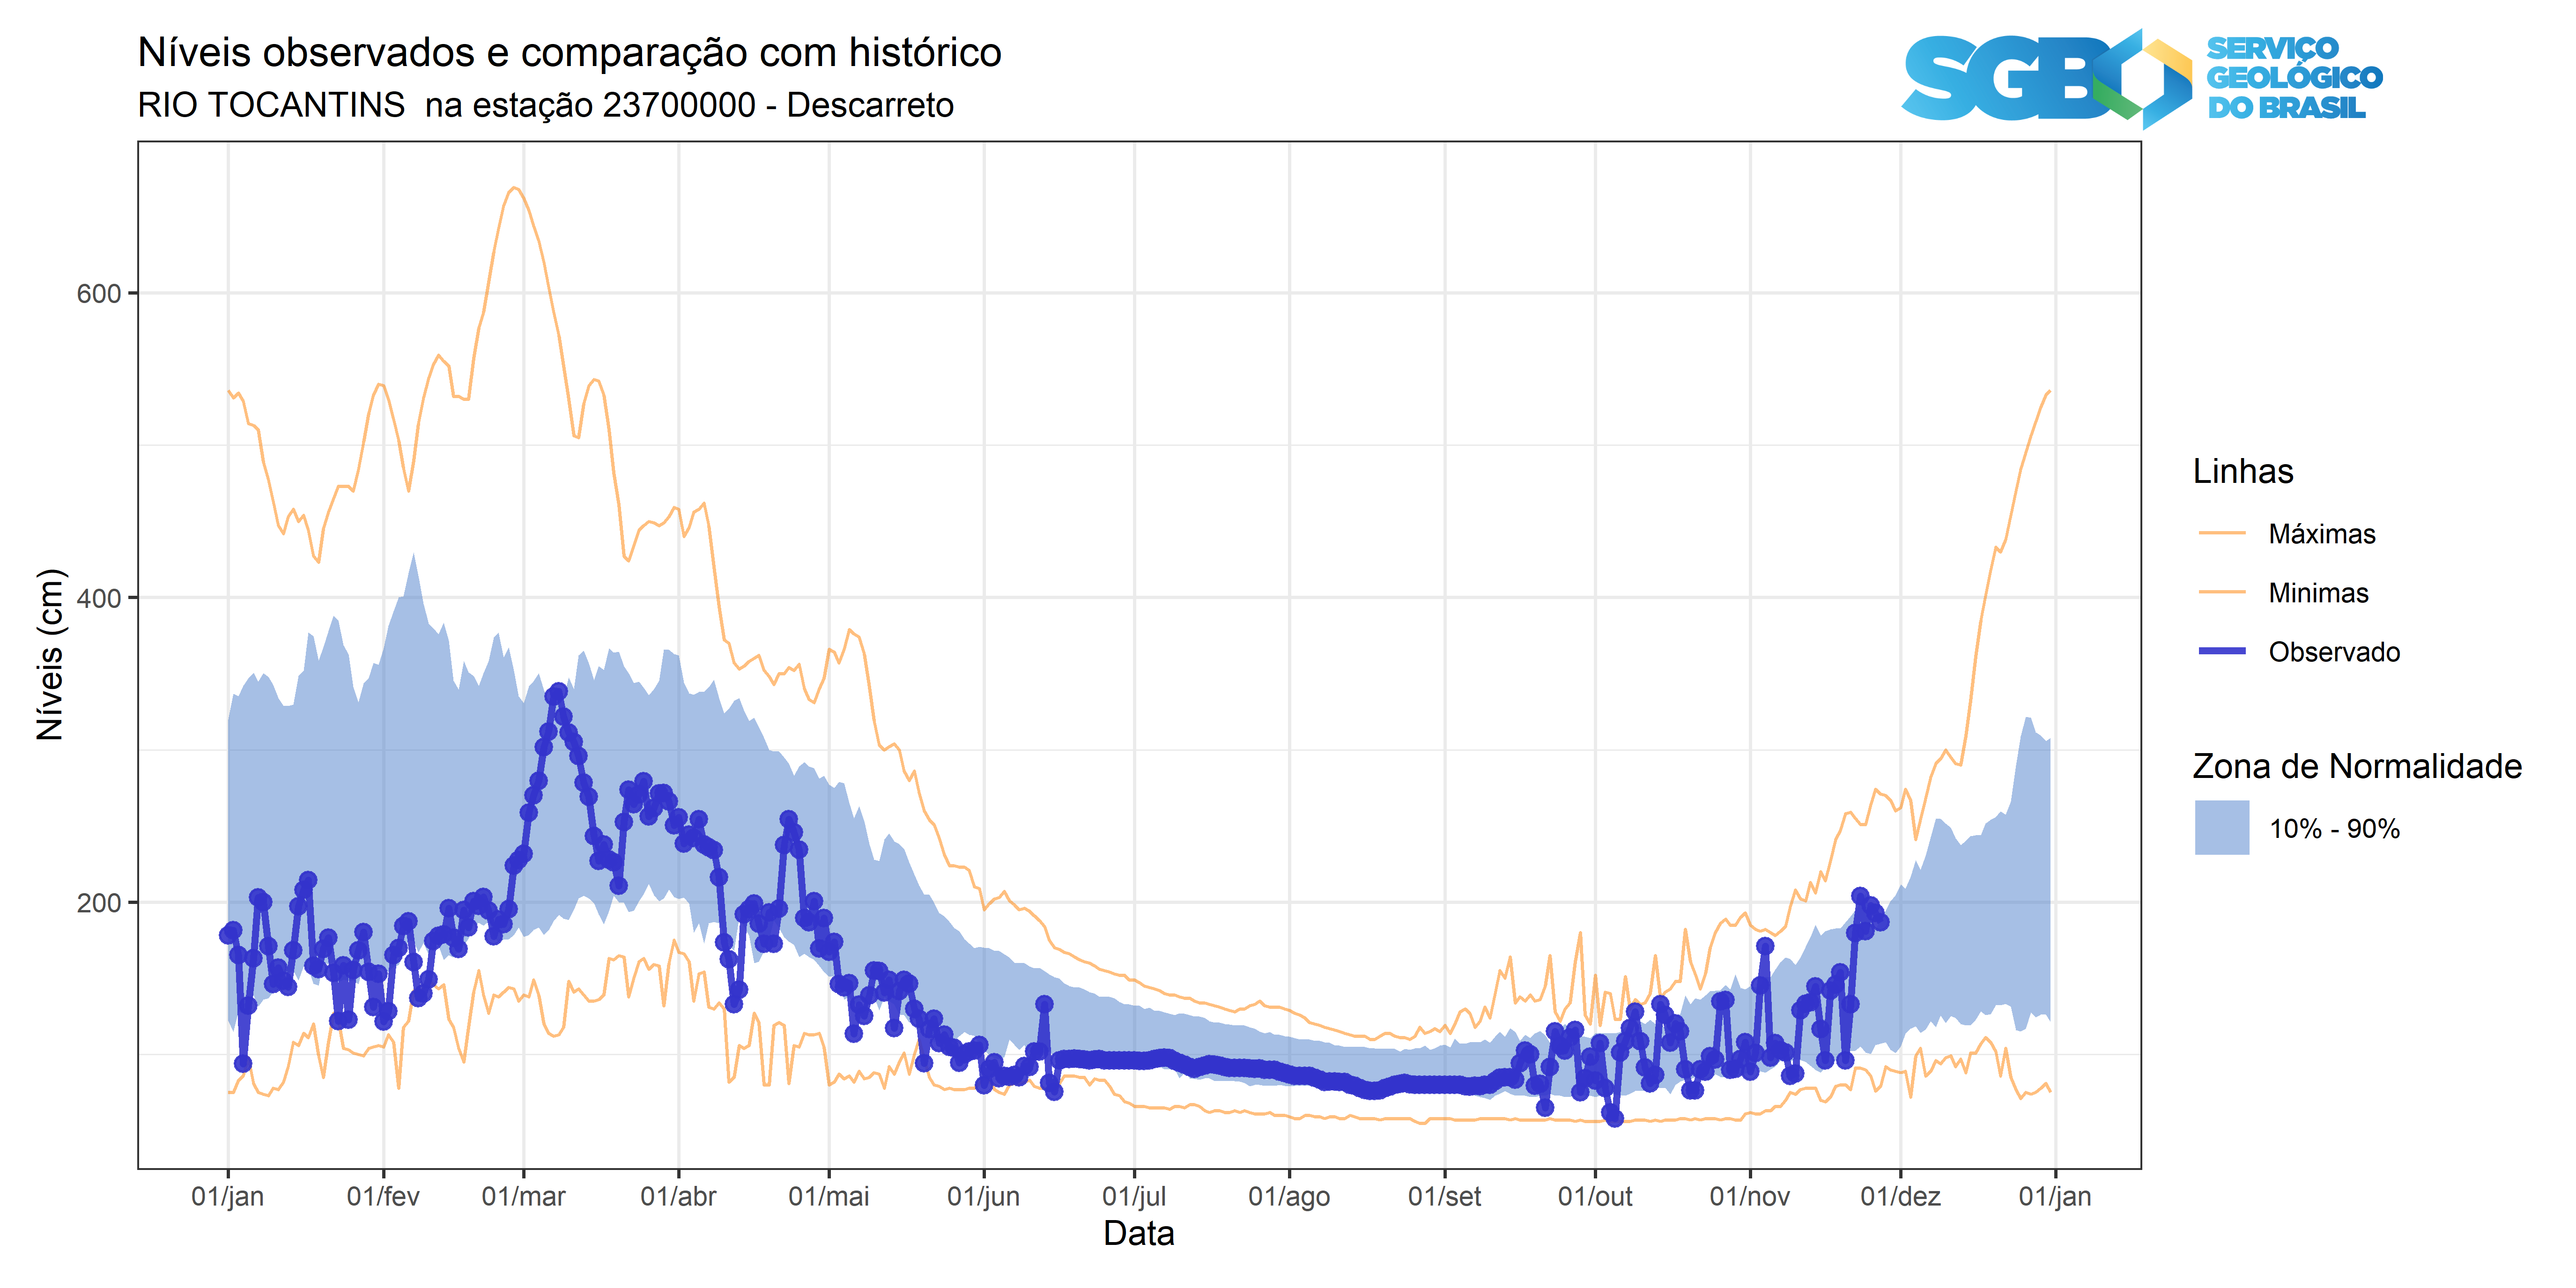 Níveis observados e comparação com histórico
RIO TOCANTINS na estação 23700000 - Descarreto
SGB
SERVIÇO
GEOLÓGICO
DO BRASIL
Níveis (cm)
600
400
200
01/jan
01/fev
01/mar
01/abr
01/mai
01/jun
01/jul
01/ago
01/set
01/out
01/nov
01/dez
01/jan
Data
Linhas
Máximas
Minimas
Observado
Zona de Normalidade
10% - 90%